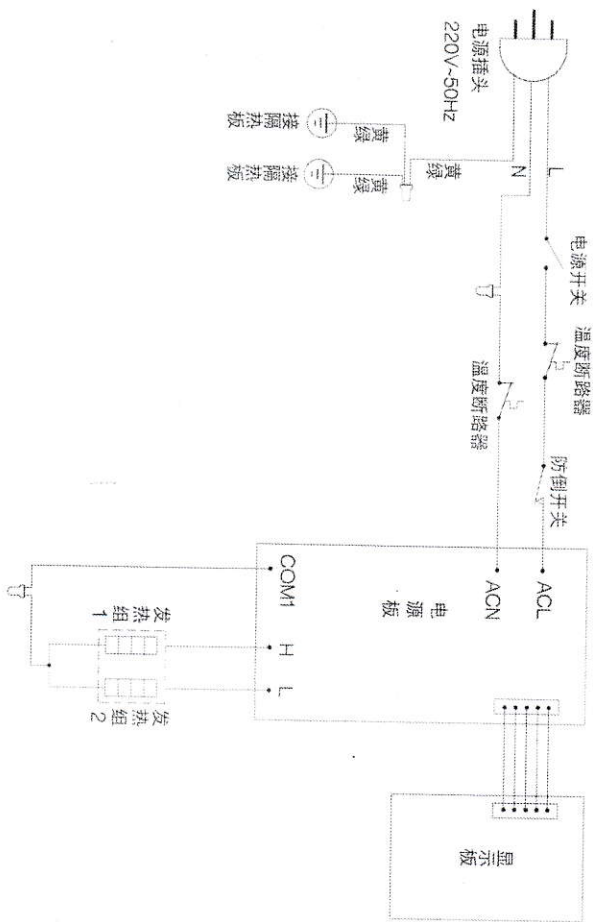 电源插头
220V~50Hz
L
N
黄绿
黄绿
接隔热板
黄绿
接隔热板
电源开关
温度断路器
温度断路器
防倒开关
ACL
ACN
电源板
COM1
H
L
发热组1
发热组2
显示板